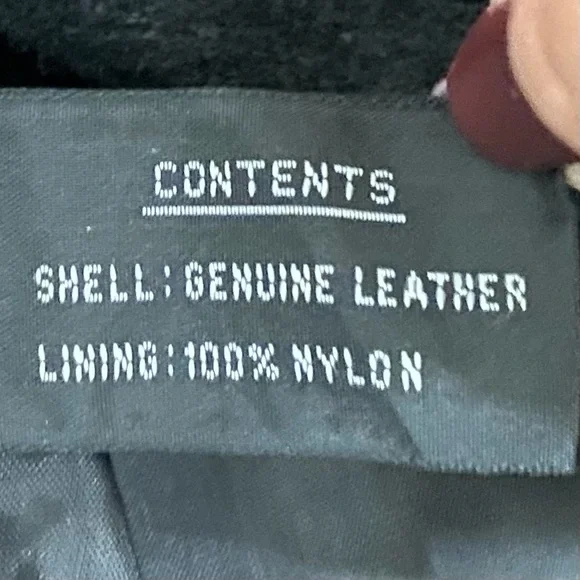 CONTENTS
SHELL: GENUINE LEATHER
LINING: 100% NYLON